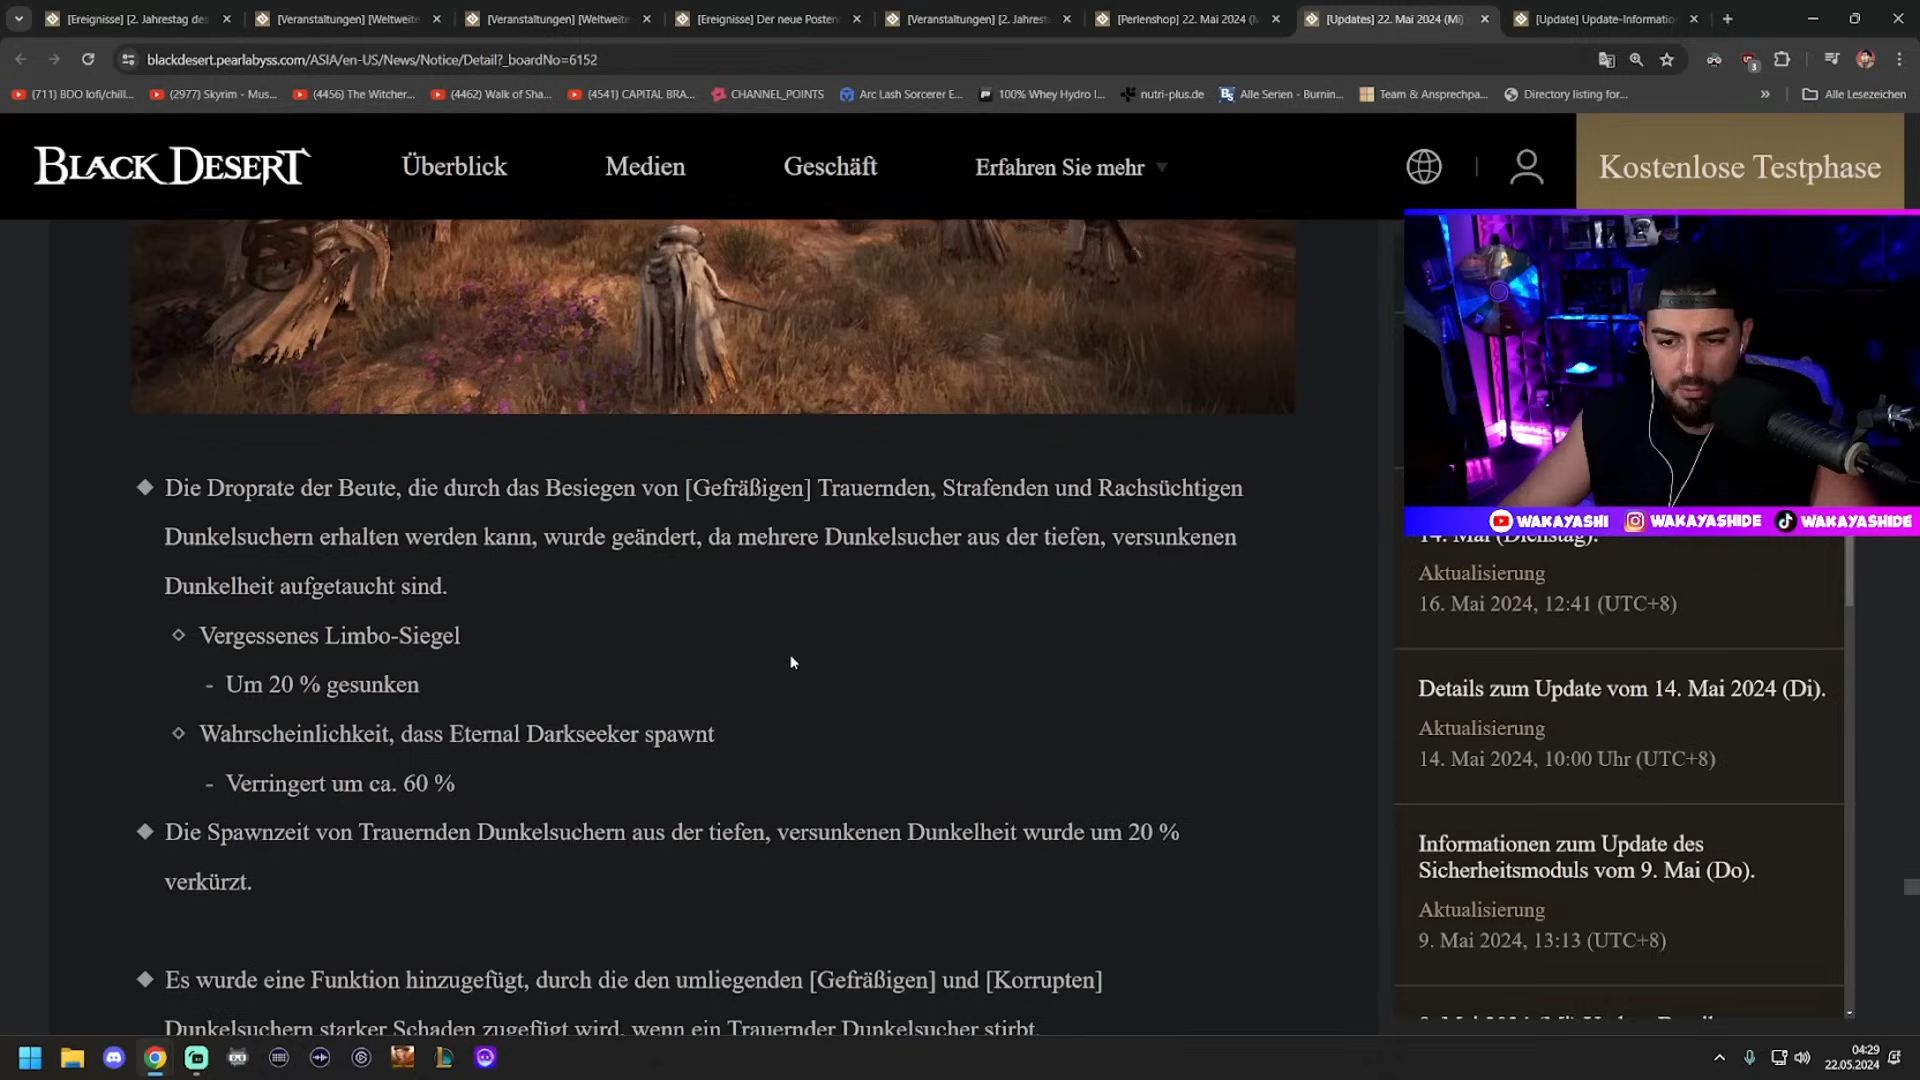 [Ereignisse] [2. Jahrestag des
[Veranstaltungen] [Weltweite
[Veranstaltungen] [Weltweite
[Ereignisse] Der neue Posten
[Veranstaltungen] [2. Jahrest
[Perlenshop] 22. Mai 2024 (
[Updates] 22. Mai 2024 (Mi)
[Update] Update-Informatio
blackdesert.pearlabyss.com/ASIA/en-US/News/Notice/Detail?_boardNo=6152
3
(711) BDO lofi/chill...
(2977) Skyrim - Mus...
(4456) The Witcher...
(4462) Walk of Sha...
(4541) CAPITAL BRA...
CHANNEL_POINTS
Arc Lash Sorcerer E...
100% Whey Hydro I...
nutri-plus.de
Alle Serien - Burnin...
Team & Ansprechpa...
Directory listing for...
»
Alle Lesezeichen
BLACK DESERT
Überblick
Medien
Geschäft
Erfahren Sie mehr
Kostenlose Testphase
WAKAYASHI
WAKAYASHIDE
WAKAYASHIDE
Die Droprate der Beute, die durch das Besiegen von [Gefräßigen] Trauernden, Strafenden und Rachsüchtigen
Dunkelsuchern erhalten werden kann, wurde geändert, da mehrere Dunkelsucher aus der tiefen, versunkenen
Dunkelheit aufgetaucht sind.
Vergessenes Limbo-Siegel
- Um 20 % gesunken
Wahrscheinlichkeit, dass Eternal Darkseeker spawnt
- Verringert um ca. 60 %
Die Spawnzeit von Trauernden Dunkelsuchern aus der tiefen, versunkenen Dunkelheit wurde um 20 %
verkürzt.
Es wurde eine Funktion hinzugefügt, durch die den umliegenden [Gefräßigen] und [Korrupten]
Dunkelsuchern starker Schaden zugefügt wird, wenn ein Trauernder Dunkelsucher stirbt.
14. Mai (Dienstag).
Aktualisierung
16. Mai 2024, 12:41 (UTC+8)
Details zum Update vom 14. Mai 2024 (Di).
Aktualisierung
14. Mai 2024, 10:00 Uhr (UTC+8)
Informationen zum Update des
Sicherheitsmoduls vom 9. Mai (Do).
Aktualisierung
9. Mai 2024, 13:13 (UTC+8)
04:29
22.05.2024